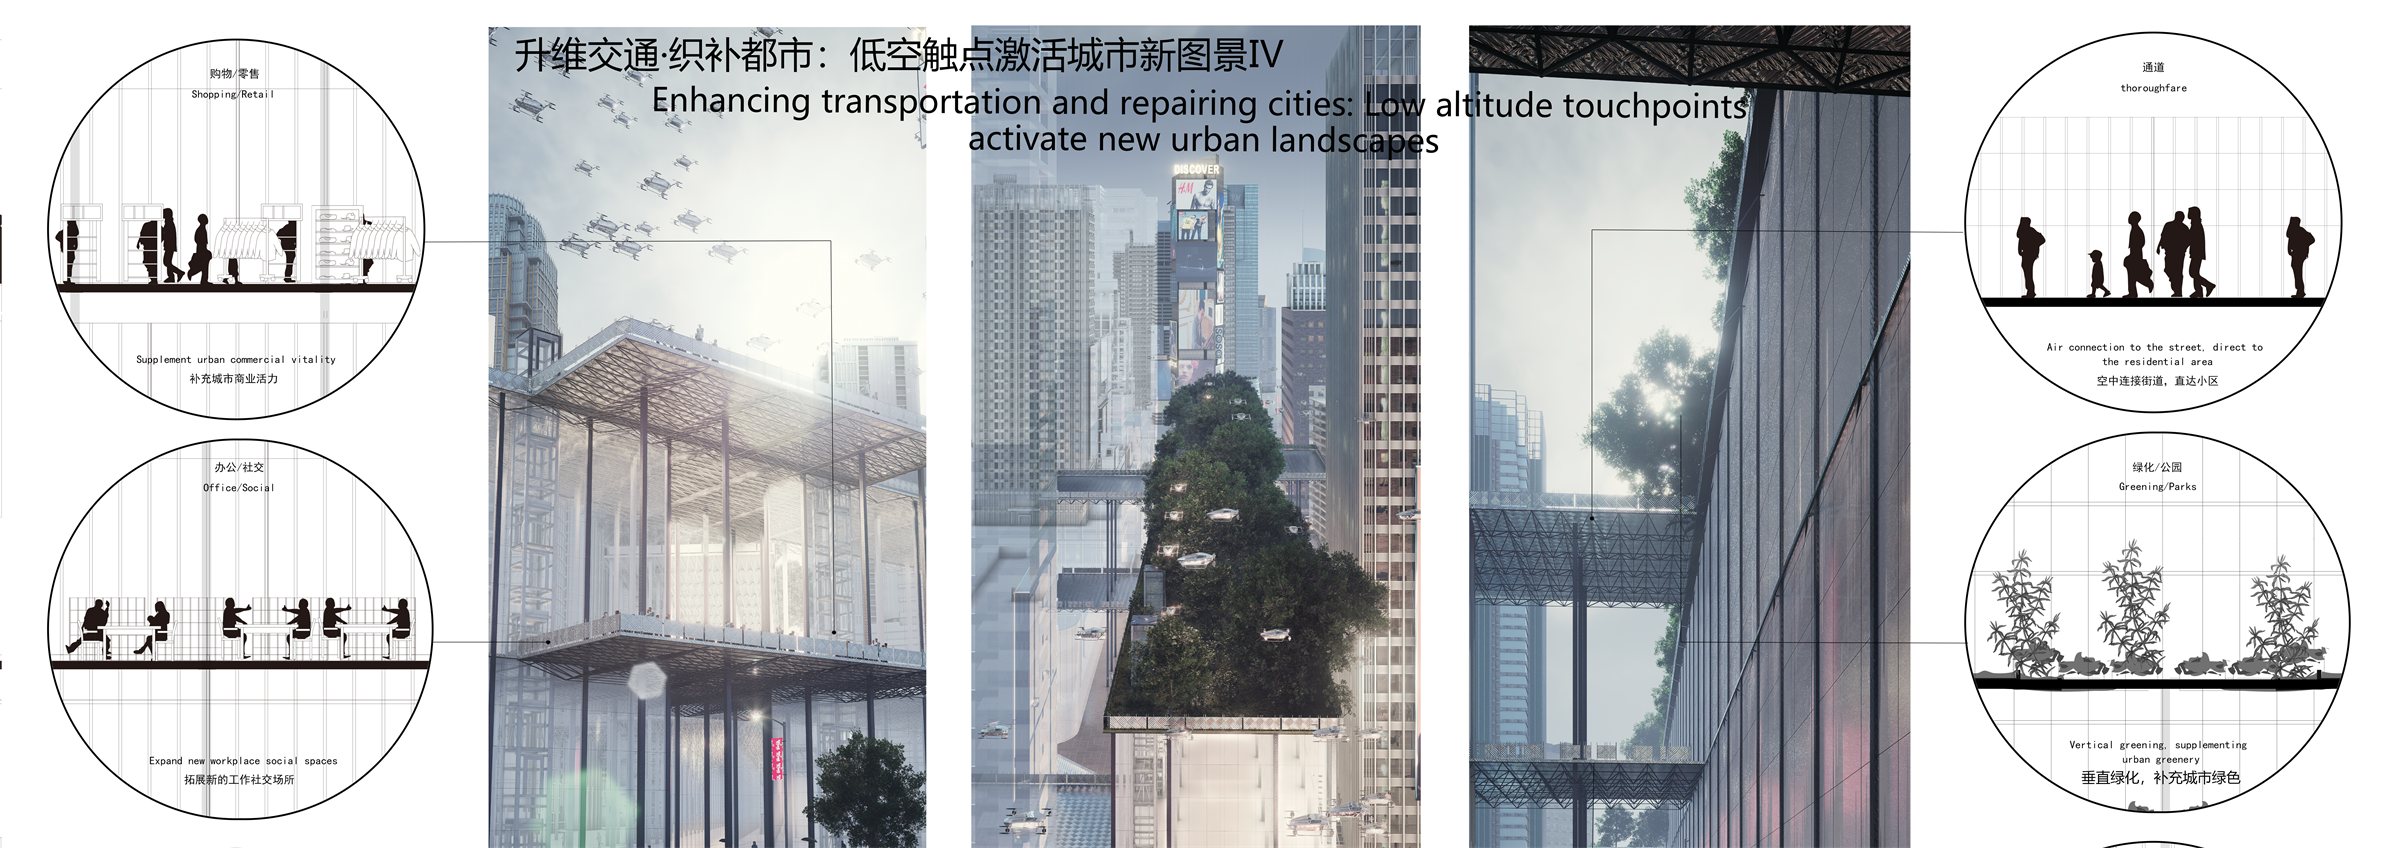 升维交通·织补都市：低空触点激活城市新图景IV
Enhancing transportation and repairing cities: Low altitude touchpoints
activate new urban landscapes
购物/零售
Shopping/Retail
Supplement urban commercial vitality
补充城市商业活力
办公/社交
Office/Social
Expand new workplace social spaces
拓展新的工作社交场所
DISCOVER
H&M
通道
thoroughfare
Air connection to the street, direct to
the residential area
空中连接街道，直达小区
绿化/公园
Greening/Parks
Vertical greening, supplementing
urban greenery
垂直绿化，补充城市绿色